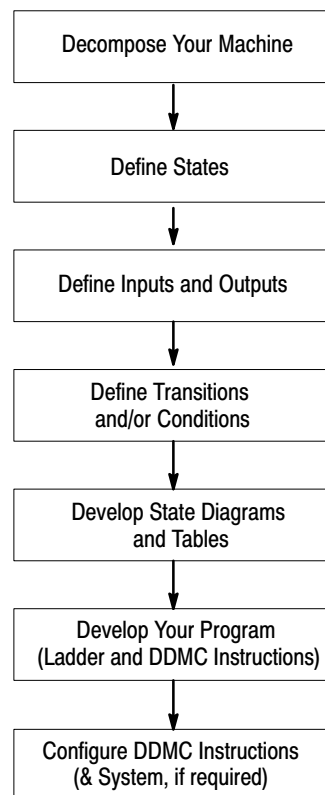 Decompose Your Machine
Define States
Define Inputs and Outputs
Define Transitions
and/or Conditions
Develop State Diagrams
and Tables
Develop Your Program
(Ladder and DDMC Instructions)
Configure DDMC Instructions
(& System, if required)